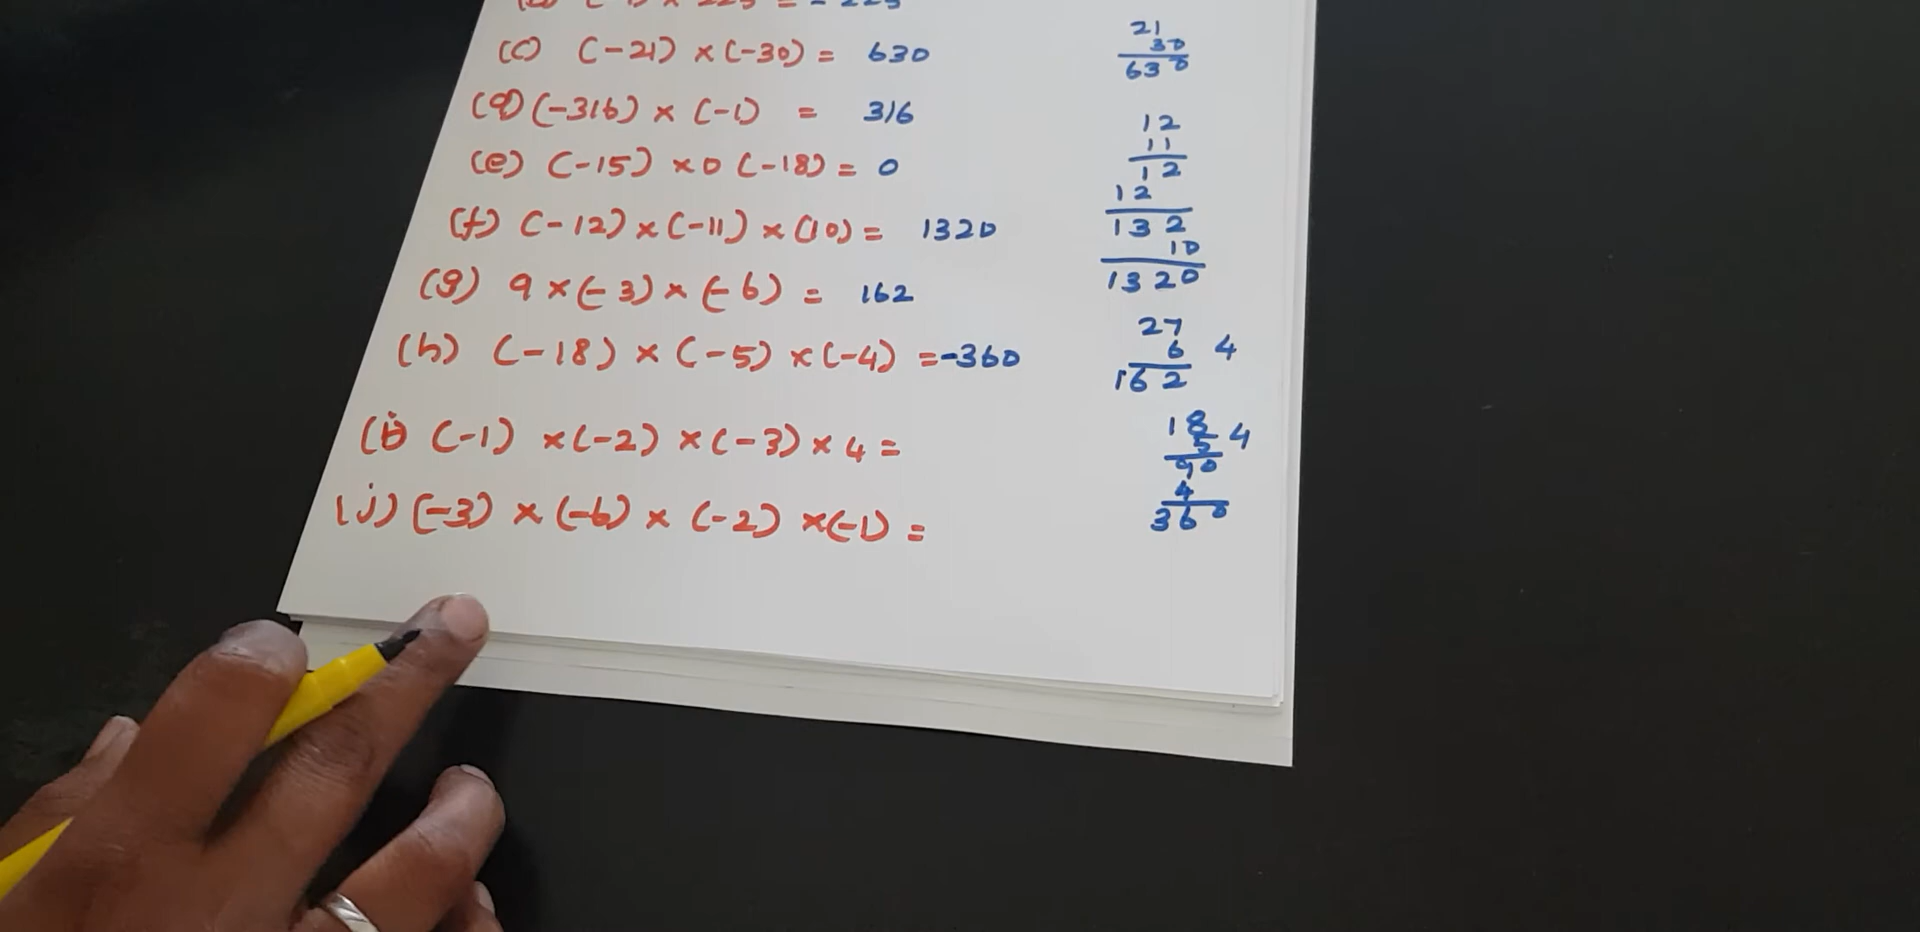 (c) (-21) × (-30) = 630
(d) (-316) × (-1) = 316
(e) (-15) × 0 (-18) = 0
(f) (-12) × (-11) × (10) = 1320
(g) 9 × (-3) × (-6) = 162
(h) (-18) × (-5) × (-4) = -360
(i) (-1) × (-2) × (-3) × 4 =
(j) (-3) × (-6) × (-2) × (-1) =
21
30
630
12
11
12
12
132
10
1320
27
6 4
162
18
5 4
90
4
360